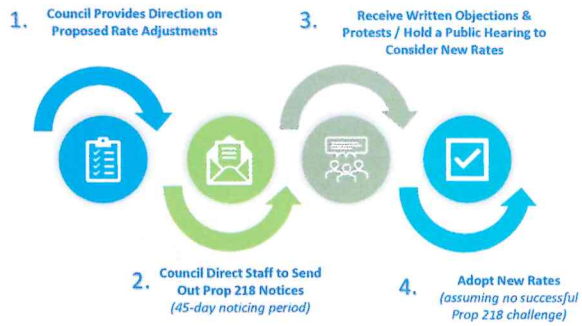 1. Council Provides Direction on
Proposed Rate Adjustments
2. Council Direct Staff to Send
Out Prop 218 Notices
(45-day noticing period)
3. Receive Written Objections &
Protests / Hold a Public Hearing to
Consider New Rates
4. Adopt New Rates
(assuming no successful
Prop 218 challenge)